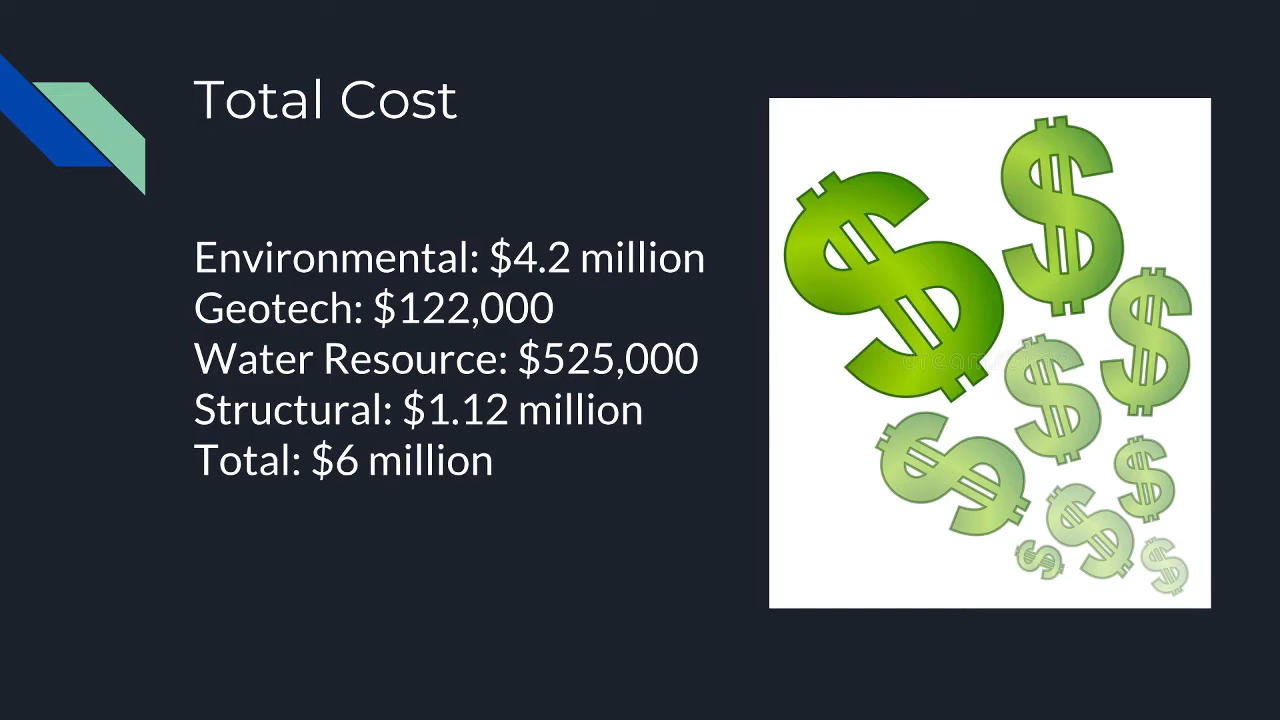 Total Cost
Environmental: $4.2 million
Geotech: $122,000
Water Resource: $525,000
Structural: $1.12 million
Total: $6 million